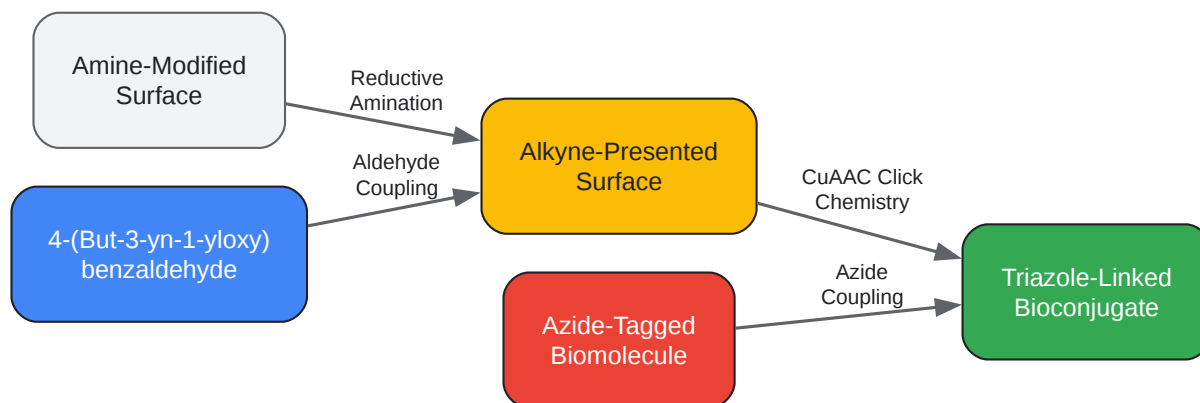 Amine-Modified
Surface
Reductive
Amination
Alkyne-Presented
Surface
Aldehyde
Coupling
4-(But-3-yn-1-yloxy)
benzaldehyde
CuAAC Click
Chemistry
Azide
Coupling
Triazole-Linked
Bioconjugate
Azide-Tagged
Biomolecule